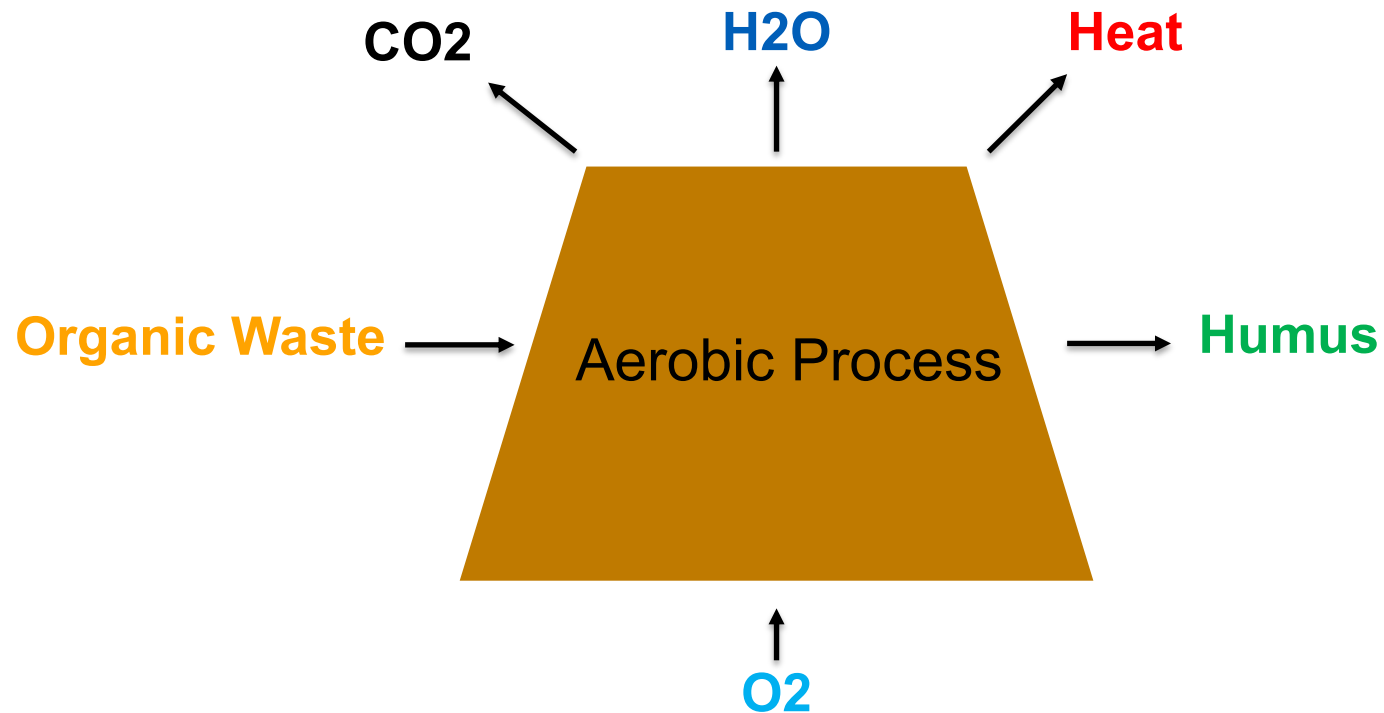 CO2
H2O
Heat
Organic Waste
Aerobic Process
Humus
O2